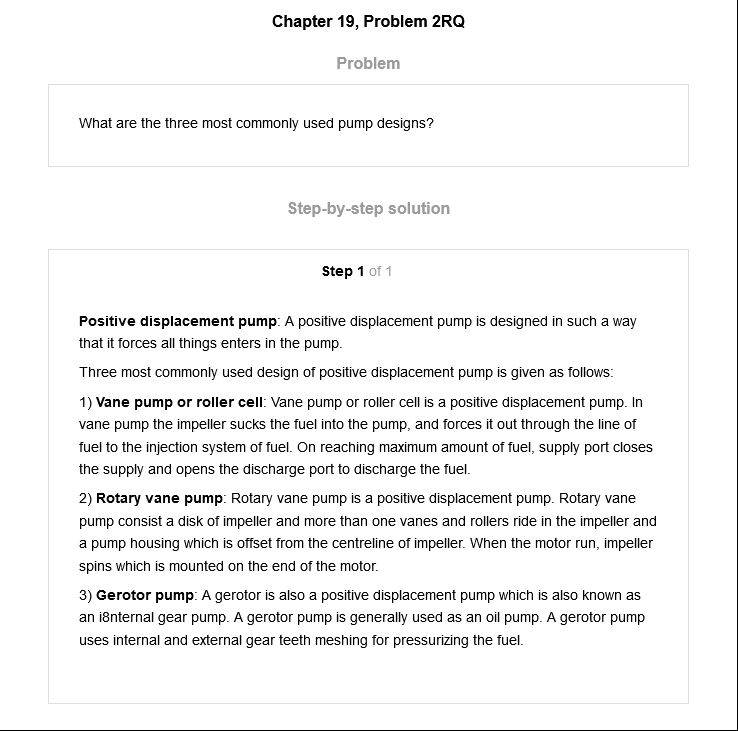 Chapter 19, Problem 2RQ
Problem
What are the three most commonly used pump designs?
Step-by-step solution
Step 1 of 1
Positive displacement pump: A positive displacement pump is designed in such a way
that it forces all things enters in the pump.
Three most commonly used design of positive displacement pump is given as follows:
1) Vane pump or roller cell: Vane pump or roller cell is a positive displacement pump. In
vane pump the impeller sucks the fuel into the pump, and forces it out through the line of
fuel to the injection system of fuel. On reaching maximum amount of fuel, supply port closes
the supply and opens the discharge port to discharge the fuel.
2) Rotary vane pump: Rotary vane pump is a positive displacement pump. Rotary vane
pump consist a disk of impeller and more than one vanes and rollers ride in the impeller and
a pump housing which is offset from the centreline of impeller. When the motor run, impeller
spins which is mounted on the end of the motor.
3) Gerotor pump: A gerotor is also a positive displacement pump which is also known as
an i8nternal gear pump. A gerotor pump is generally used as an oil pump. A gerotor pump
uses internal and external gear teeth meshing for pressurizing the fuel.